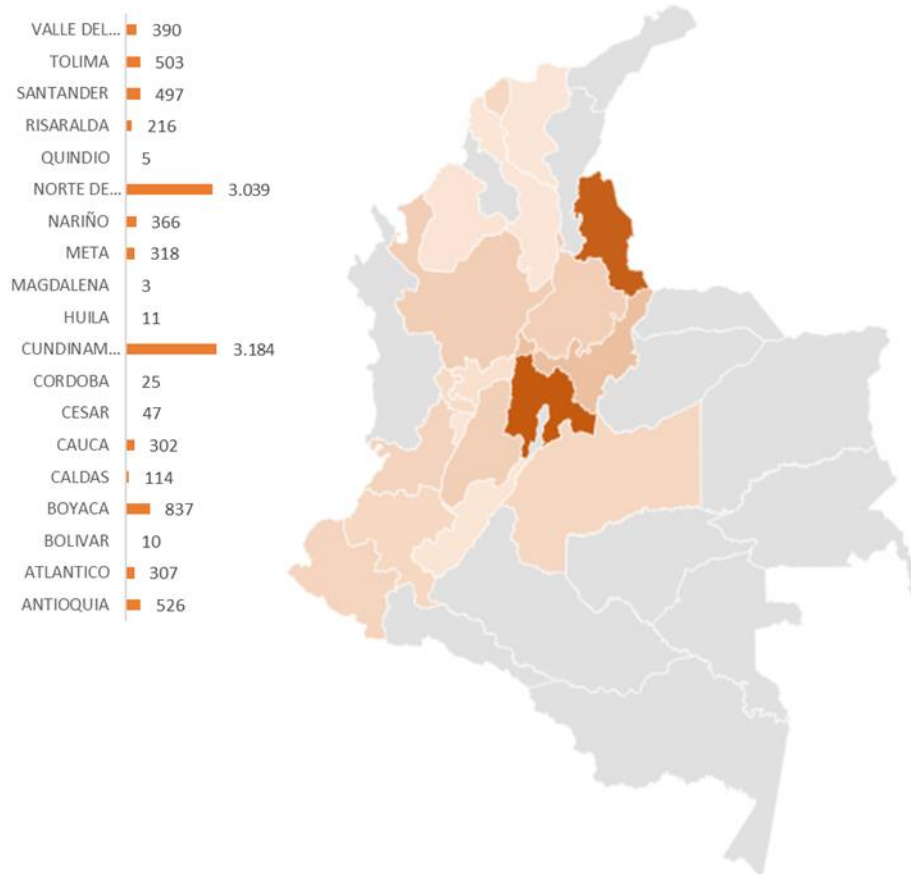 VALLE DEL... 390
TOLIMA 503
SANTANDER 497
RISARALDA 216
QUINDIO 5
NORTE DE... 3.039
NARIÑO 366
META 318
MAGDALENA 3
HUILA 11
CUNDINAM... 3.184
CORDOBA 25
CESAR 47
CAUCA 302
CALDAS 114
BOYACA 837
BOLIVAR 10
ATLANTICO 307
ANTIOQUIA 526